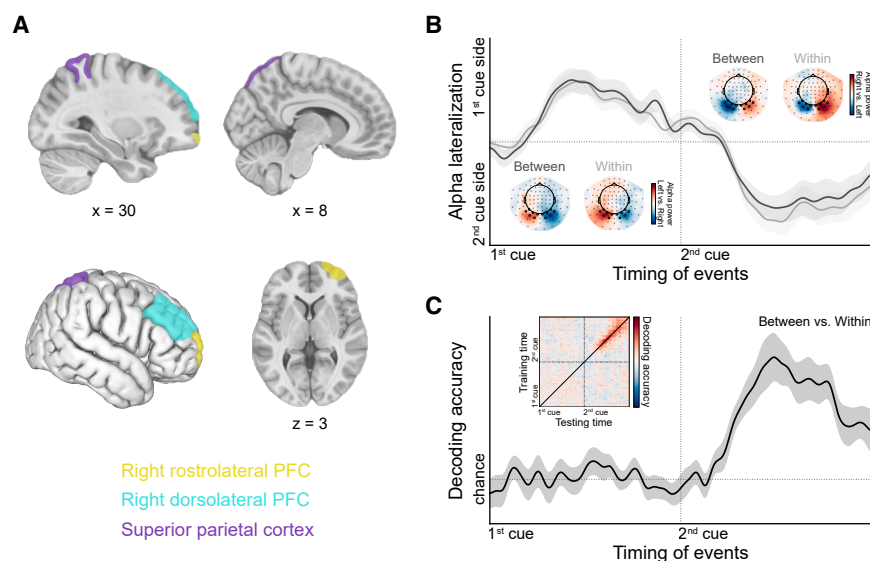 A
x = 30
x = 8
z = 3
Right rostrolateral PFC
Right dorsolateral PFC
Superior parietal cortex
B
Alpha lateralization
1st cue side
2nd cue side
Between
Within
Alpha power
Right vs. Left
Between
Within
Alpha power
Left vs. Right
1st cue
2nd cue
Timing of events
C
Decoding accuracy
chance
Between vs. Within
Training time
1st cue
2nd cue
1st cue
2nd cue
Testing time
Decoding accuracy
1st cue
2nd cue
Timing of events